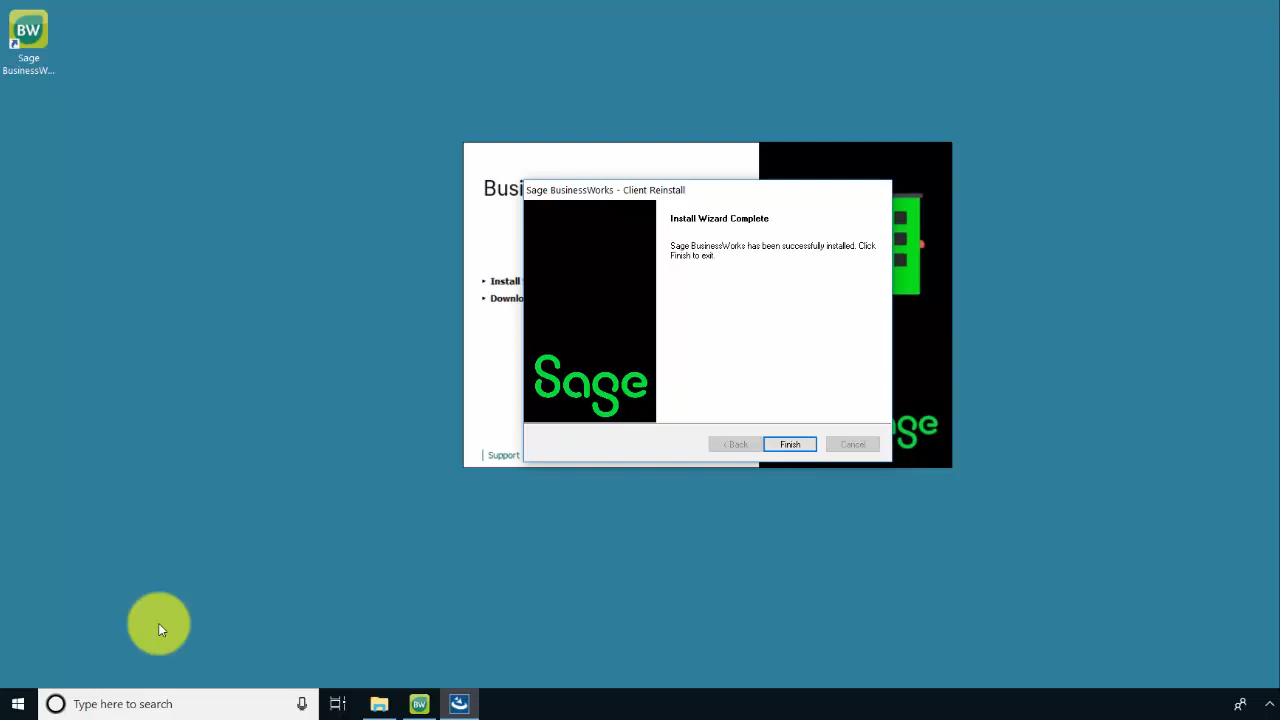 BW
Sage
BusinessW...
Busi
Sage BusinessWorks - Client Reinstall
Install Wizard Complete
Sage BusinessWorks has been successfully installed. Click
Finish to exit.
▸ Install
▸ Downlo
Sage
ge
< Back
Finish
Cancel
Support
Type here to search
BW